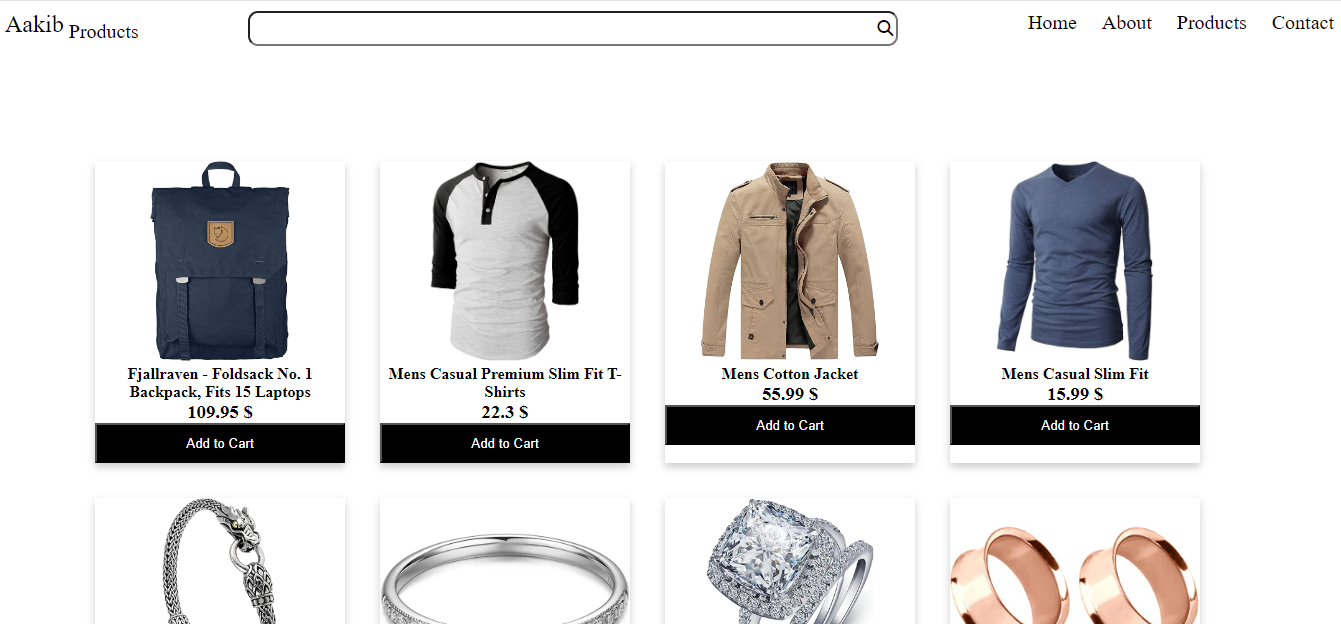 Aakib Products
Home About Products Contact
Fjallraven - Foldsack No. 1
Backpack, Fits 15 Laptops
109.95 $
Add to Cart
Mens Casual Premium Slim Fit T-
Shirts
22.3 $
Add to Cart
Mens Cotton Jacket
55.99 $
Add to Cart
Mens Casual Slim Fit
15.99 $
Add to Cart